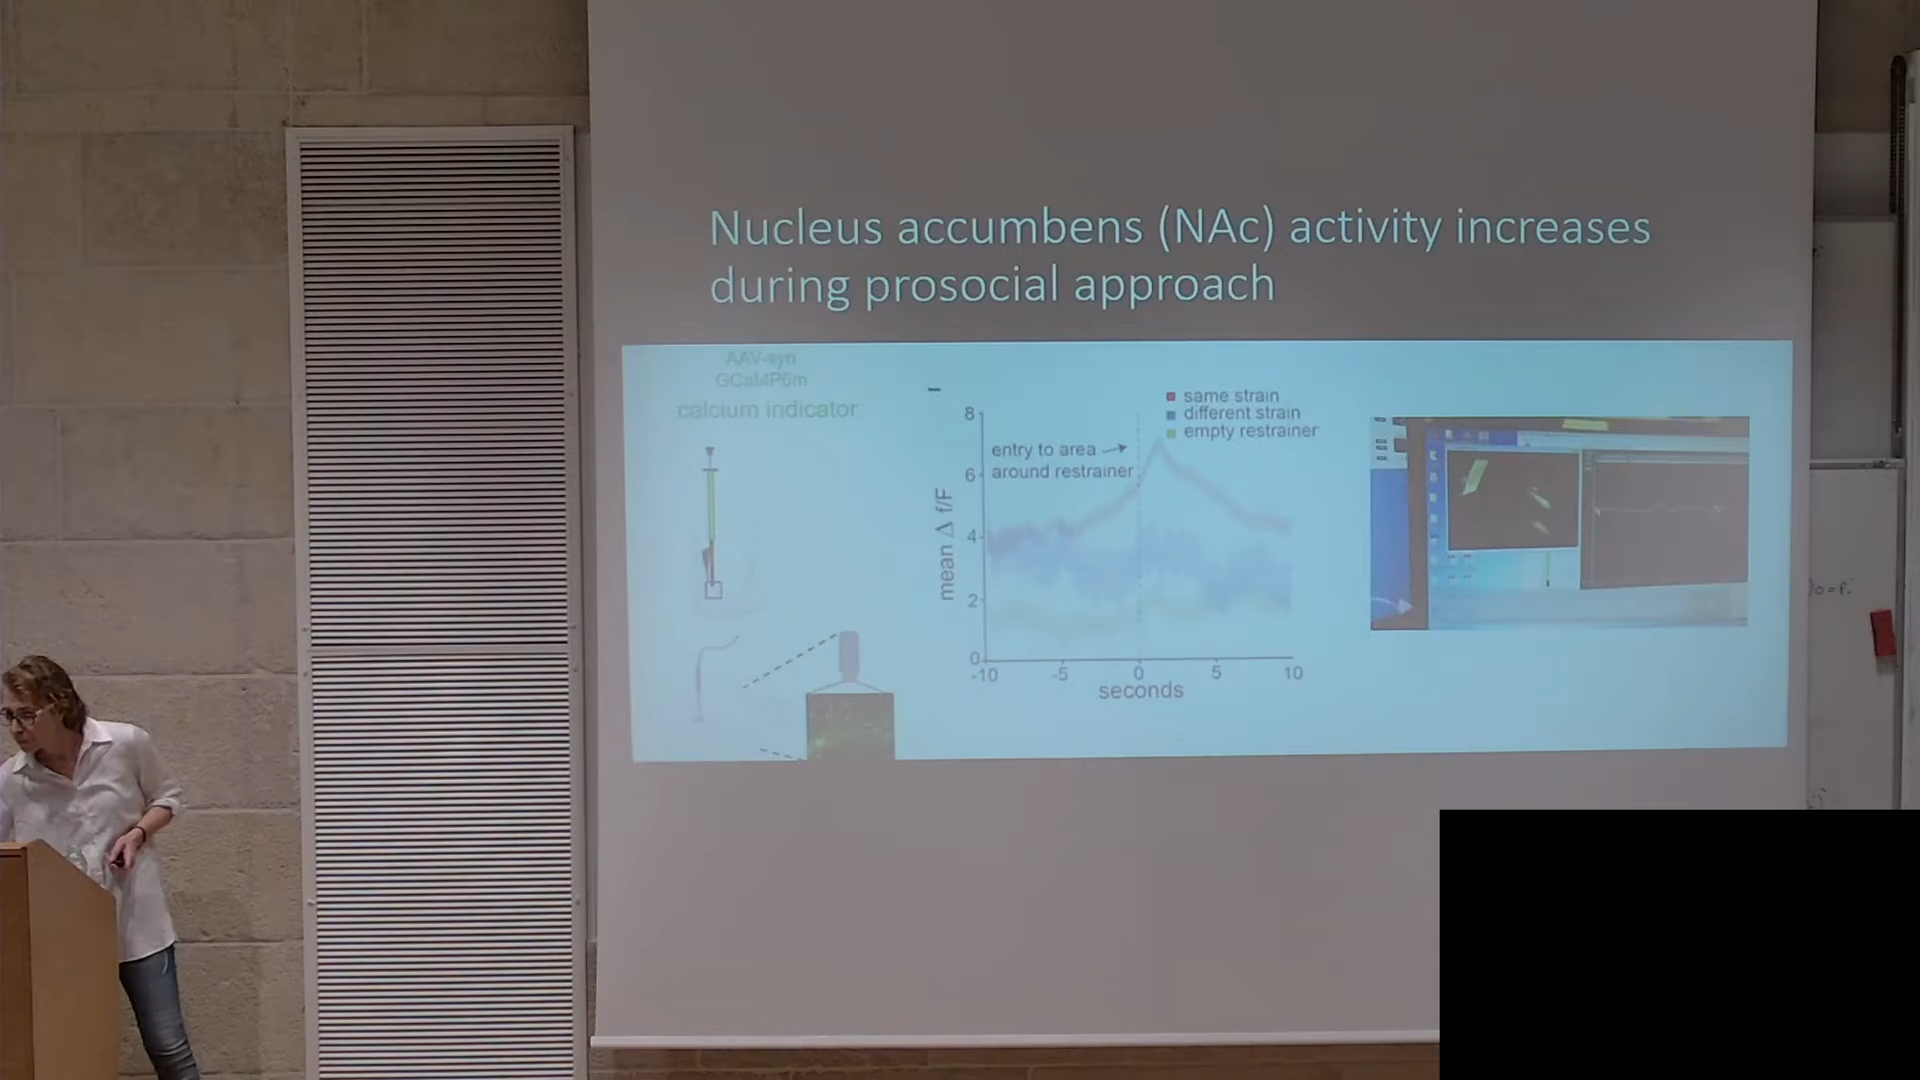 Nucleus accumbens (NAc) activity increases
during prosocial approach
AAV-syn
GCaMP6m
calcium indicator
same strain
different strain
empty restrainer
entry to area
around restrainer
mean Δ f/F
8
6
4
2
0
-10
-5
0
5
10
seconds